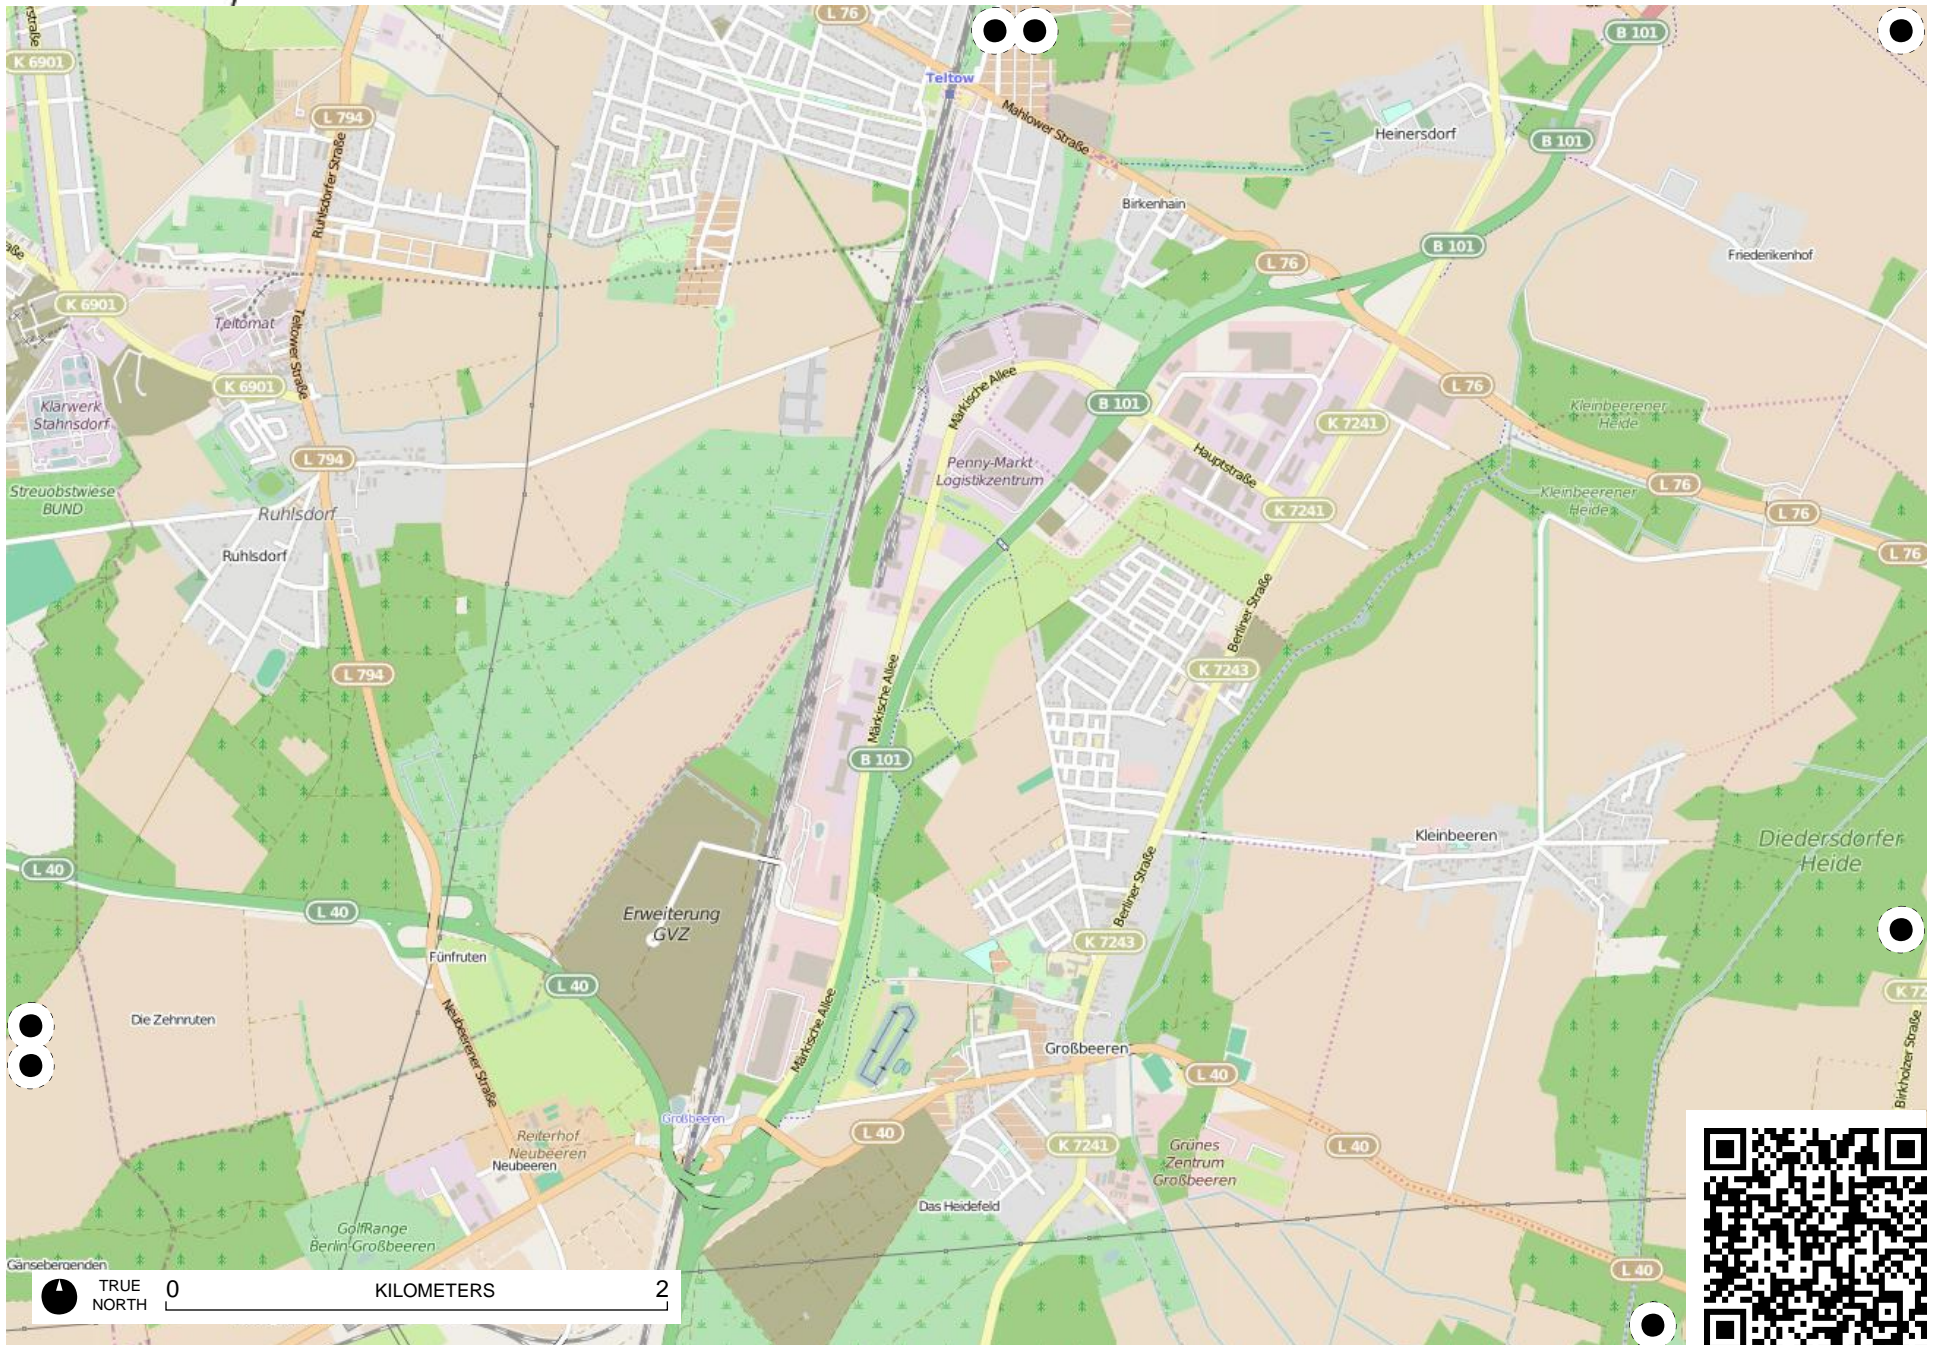 L 76
B 101
K 6901
Teltow
L 794
Mahlower Straße
Heinersdorf
B 101
Ruhlsdorfer Straße
Birkenhain
B 101
L 76
Friederikenhof
K 6901
Teltomat
Teltower Straße
K 6901
Märkische Allee
B 101
L 76
Klärwerk
Stahnsdorf
K 7241
Kleinbeerener
Heide
L 794
Penny-Markt
Logistikzentrum
Hauptstraße
Streuobstwiese
BUND
Ruhlsdorf
L 76
Kleinbeerener
Heide
K 7241
L 76
Ruhlsdorf
L 76
Berliner Straße
L 794
K 7243
Märkische Allee
B 101
Kleinbeeren
Diedersdorfer
Heide
L 40
Berliner Straße
L 40
Erweiterung
GVZ
K 7243
Fünfruten
L 40
K 72
Die Zehnruten
Neubeerener Straße
Märkische Allee
Großbeeren
Birkholzer Straße
L 40
Großbeeren
L 40
K 7241
L 40
Reiterhof
Neubeeren
Neubeeren
Grünes
Zentrum
Großbeeren
Das Heidefeld
GolfRange
Berlin-Großbeeren
Gänsebergenden
L 40
TRUE
NORTH
0 KILOMETERS 2